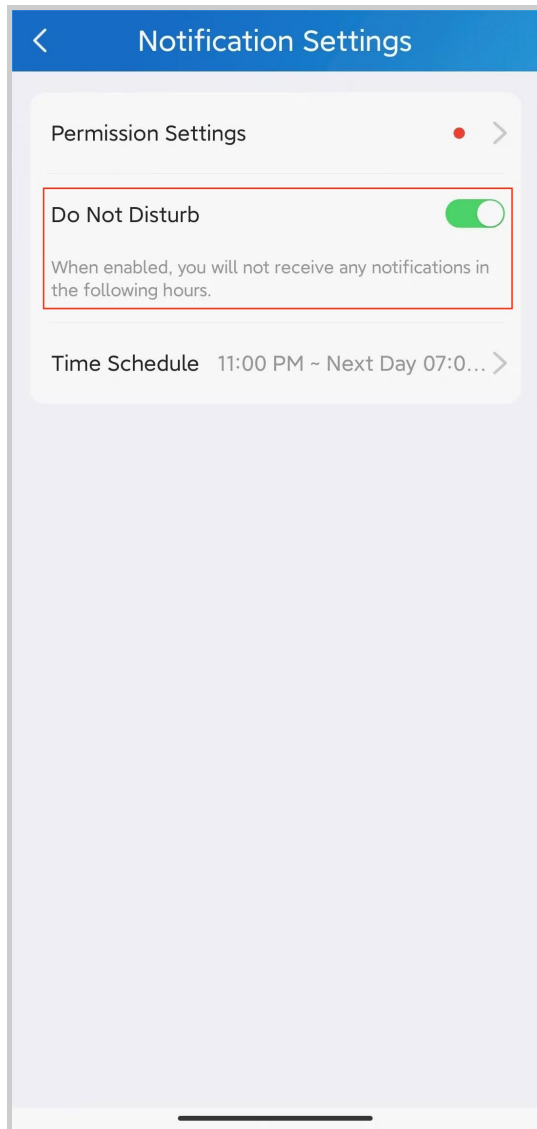 Notification Settings
Permission Settings
Do Not Disturb
When enabled, you will not receive any notifications in
the following hours.
Time Schedule 11:00 PM ~ Next Day 07:0...